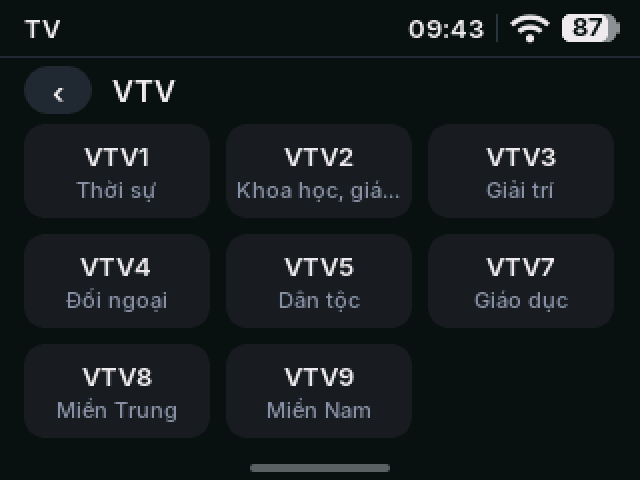 TV
09:43
87
‹
VTV
VTV1
Thời sự
VTV2
Khoa học, giá...
VTV3
Giải trí
VTV4
Đối ngoại
VTV5
Dân tộc
VTV7
Giáo dục
VTV8
Miền Trung
VTV9
Miền Nam